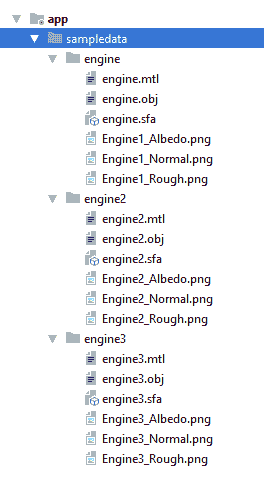 app
sampledata
engine
engine.mtl
engine.obj
engine.sfa
Engine1_Albedo.png
Engine1_Normal.png
Engine1_Rough.png
engine2
engine2.mtl
engine2.obj
engine2.sfa
Engine2_Albedo.png
Engine2_Normal.png
Engine2_Rough.png
engine3
engine3.mtl
engine3.obj
engine3.sfa
Engine3_Albedo.png
Engine3_Normal.png
Engine3_Rough.png